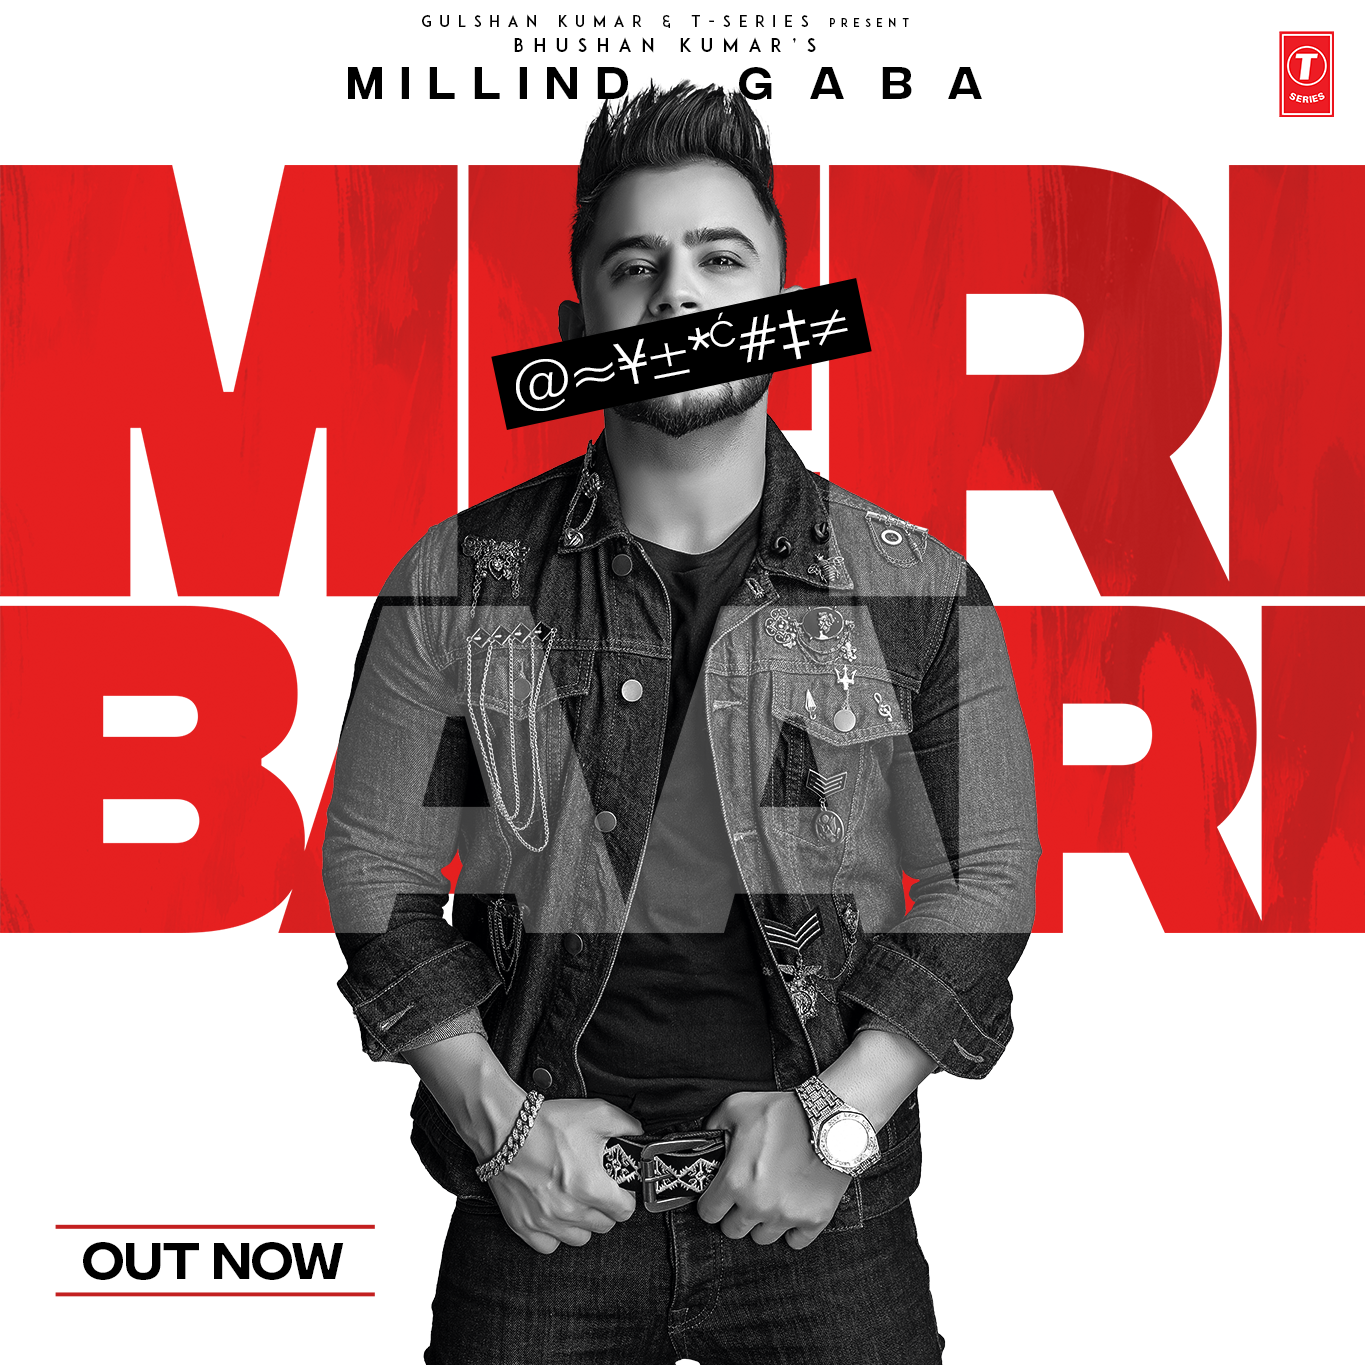 GULSHAN KUMAR & T-SERIES PRESENT
BHUSHAN KUMAR'S
MILLIND GABA
T
SERIES
MERI
@≈¥±*Ć#‡≠
BAARI
OUT NOW